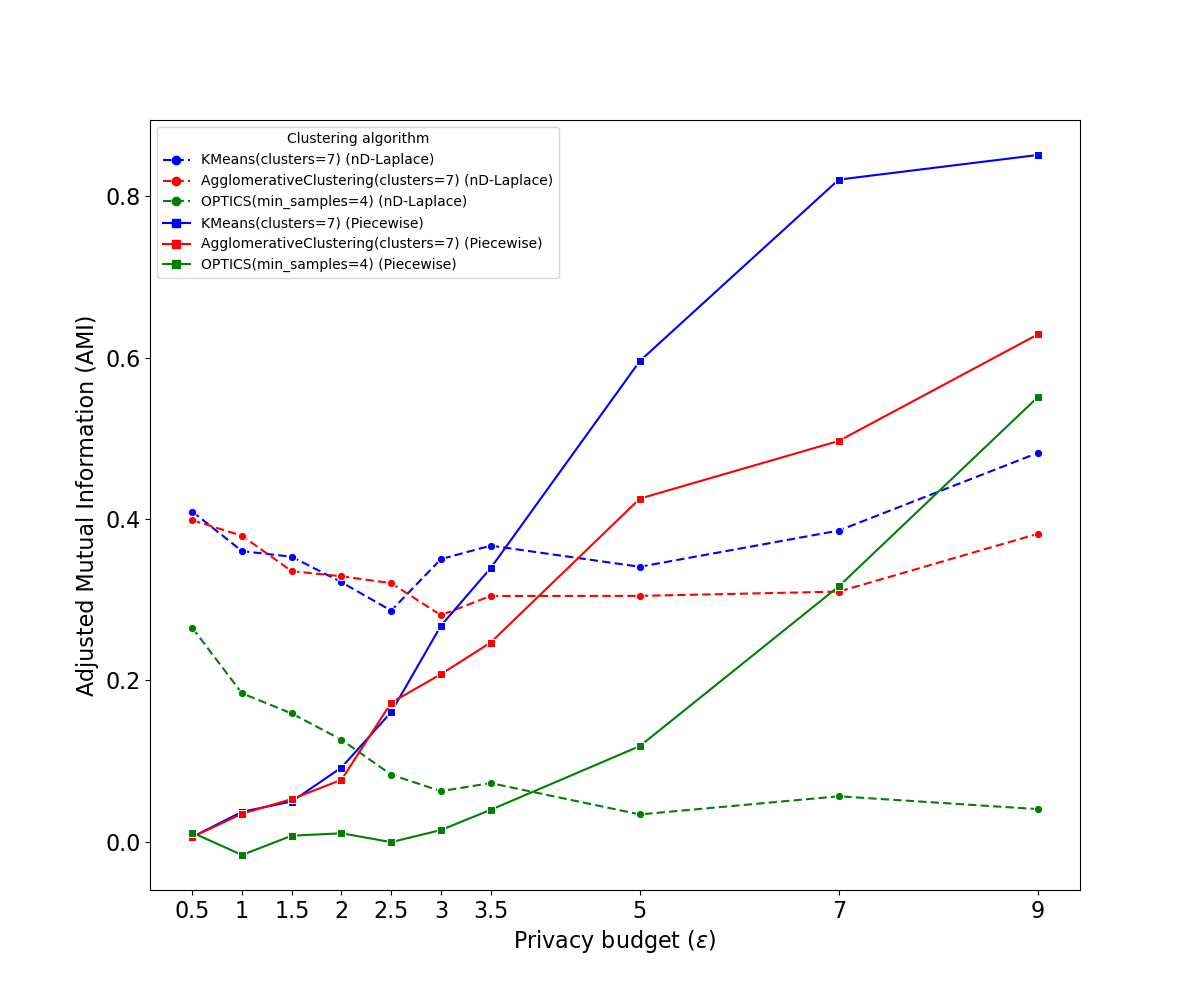 Clustering algorithm
KMeans(clusters=7) (nD-Laplace)
AgglomerativeClustering(clusters=7) (nD-Laplace)
OPTICS(min_samples=4) (nD-Laplace)
KMeans(clusters=7) (Piecewise)
AgglomerativeClustering(clusters=7) (Piecewise)
OPTICS(min_samples=4) (Piecewise)
Adjusted Mutual Information (AMI)
0.8
0.6
0.4
0.2
0.0
0.5 1 1.5 2 2.5 3 3.5 5 7 9
Privacy budget (ε)